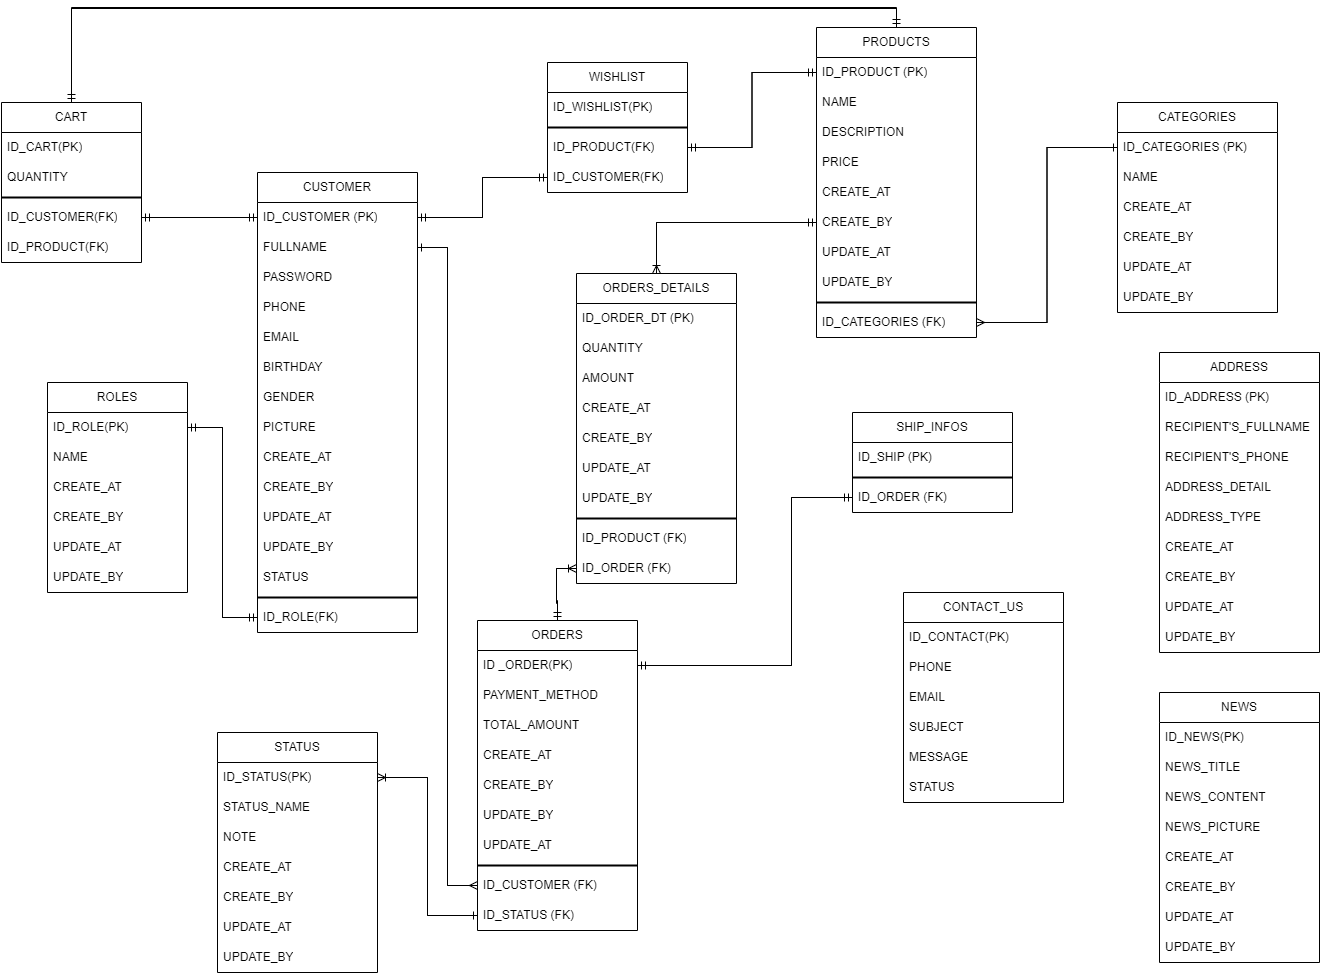 PRODUCTS
ID_PRODUCT (PK)
NAME
DESCRIPTION
PRICE
CREATE_AT
CREATE_BY
UPDATE_AT
UPDATE_BY
ID_CATEGORIES (FK)
WISHLIST
ID_WISHLIST(PK)
ID_PRODUCT(FK)
ID_CUSTOMER(FK)
CART
ID_CART(PK)
QUANTITY
ID_CUSTOMER(FK)
ID_PRODUCT(FK)
CATEGORIES
ID_CATEGORIES (PK)
NAME
CREATE_AT
CREATE_BY
UPDATE_AT
UPDATE_BY
CUSTOMER
ID_CUSTOMER (PK)
FULLNAME
PASSWORD
PHONE
EMAIL
BIRTHDAY
GENDER
PICTURE
CREATE_AT
CREATE_BY
UPDATE_AT
UPDATE_BY
STATUS
ID_ROLE(FK)
ORDERS_DETAILS
ID_ORDER_DT (PK)
QUANTITY
AMOUNT
CREATE_AT
CREATE_BY
UPDATE_AT
UPDATE_BY
ID_PRODUCT (FK)
ID_ORDER (FK)
ADDRESS
ID_ADDRESS (PK)
RECIPIENT'S_FULLNAME
RECIPIENT'S_PHONE
ADDRESS_DETAIL
ADDRESS_TYPE
CREATE_AT
CREATE_BY
UPDATE_AT
UPDATE_BY
ROLES
ID_ROLE(PK)
NAME
CREATE_AT
CREATE_BY
UPDATE_AT
UPDATE_BY
SHIP_INFOS
ID_SHIP (PK)
ID_ORDER (FK)
CONTACT_US
ID_CONTACT(PK)
PHONE
EMAIL
SUBJECT
MESSAGE
STATUS
ORDERS
ID _ORDER(PK)
PAYMENT_METHOD
TOTAL_AMOUNT
CREATE_AT
CREATE_BY
UPDATE_BY
UPDATE_AT
ID_CUSTOMER (FK)
ID_STATUS (FK)
NEWS
ID_NEWS(PK)
NEWS_TITLE
NEWS_CONTENT
NEWS_PICTURE
CREATE_AT
CREATE_BY
UPDATE_AT
UPDATE_BY
STATUS
ID_STATUS(PK)
STATUS_NAME
NOTE
CREATE_AT
CREATE_BY
UPDATE_AT
UPDATE_BY